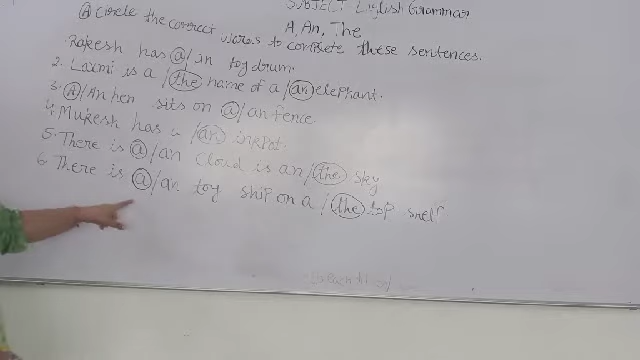 SUBJECT English Grammar
(A) Circle the correct words to complete these sentences.
A, An, The
Rakesh has (a)/an toy drum.
2. Laxmi is a/(the) name of a/(an) elephant.
3. (A)/An hen sits on (a)/an fence
4. Mukesh has a/(an) inkpot.
5. There is (a)/an cloud is an/(the) sky
6. There is (a)/an toy ship on a/(the) top shelf